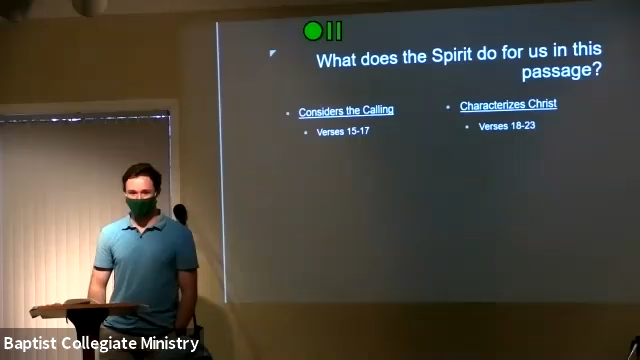 What does the Spirit do for us in this
passage?
Considers the Calling
Verses 15-17
Characterizes Christ
Verses 18-23
Baptist Collegiate Ministry